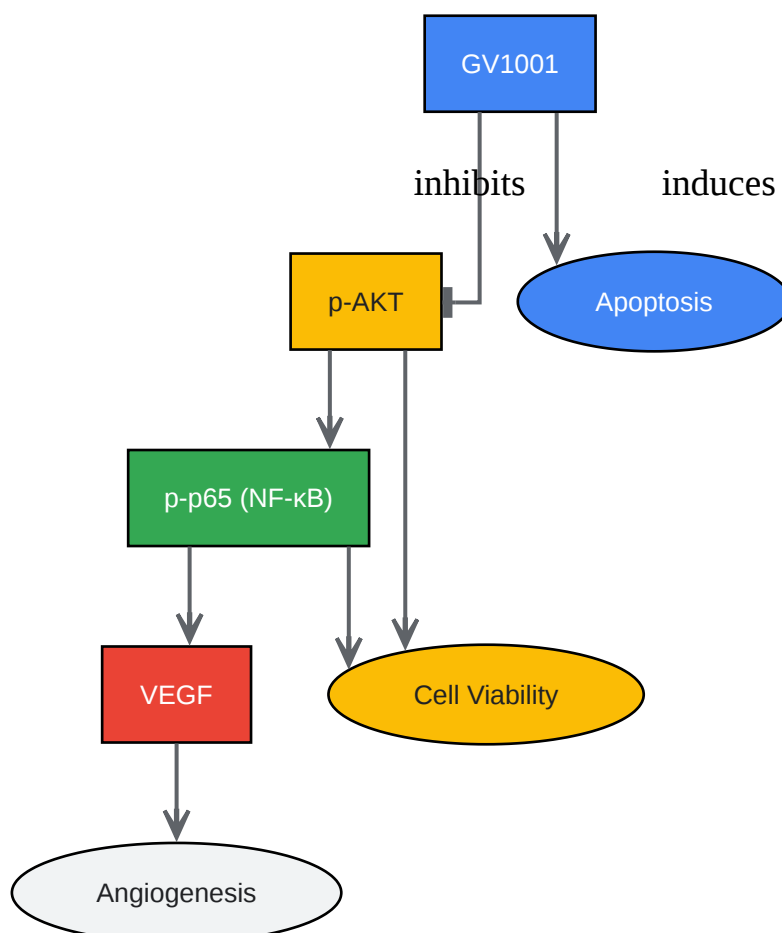 GV1001
inhibits
induces
p-AKT
Apoptosis
p-p65 (NF-κB)
VEGF
Cell Viability
Angiogenesis